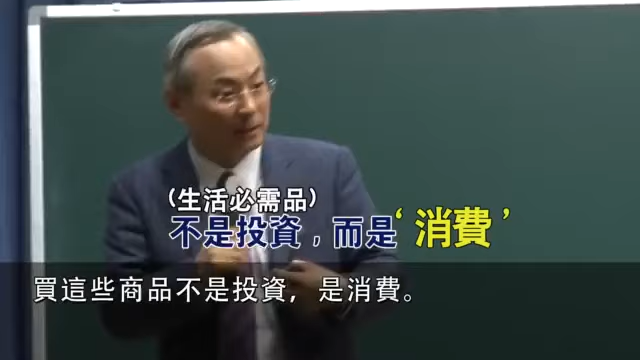 (生活必需品)
不是投資,而是‘消費’
買這些商品不是投資，是消費。